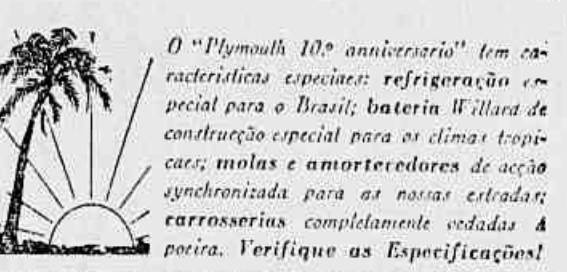 O "Plymouth 10.º anniversario" tem ca-
racteristicas especiaes: refrigeração es-
pecial para o Brasil; bateria Willard de
construcção especial para os climas tropi-
caes; molas e amortecedores de acção
synchronizada para as nossas estradas;
carrosserias completamente vedadas á
poeira. Verifique as Especificações!